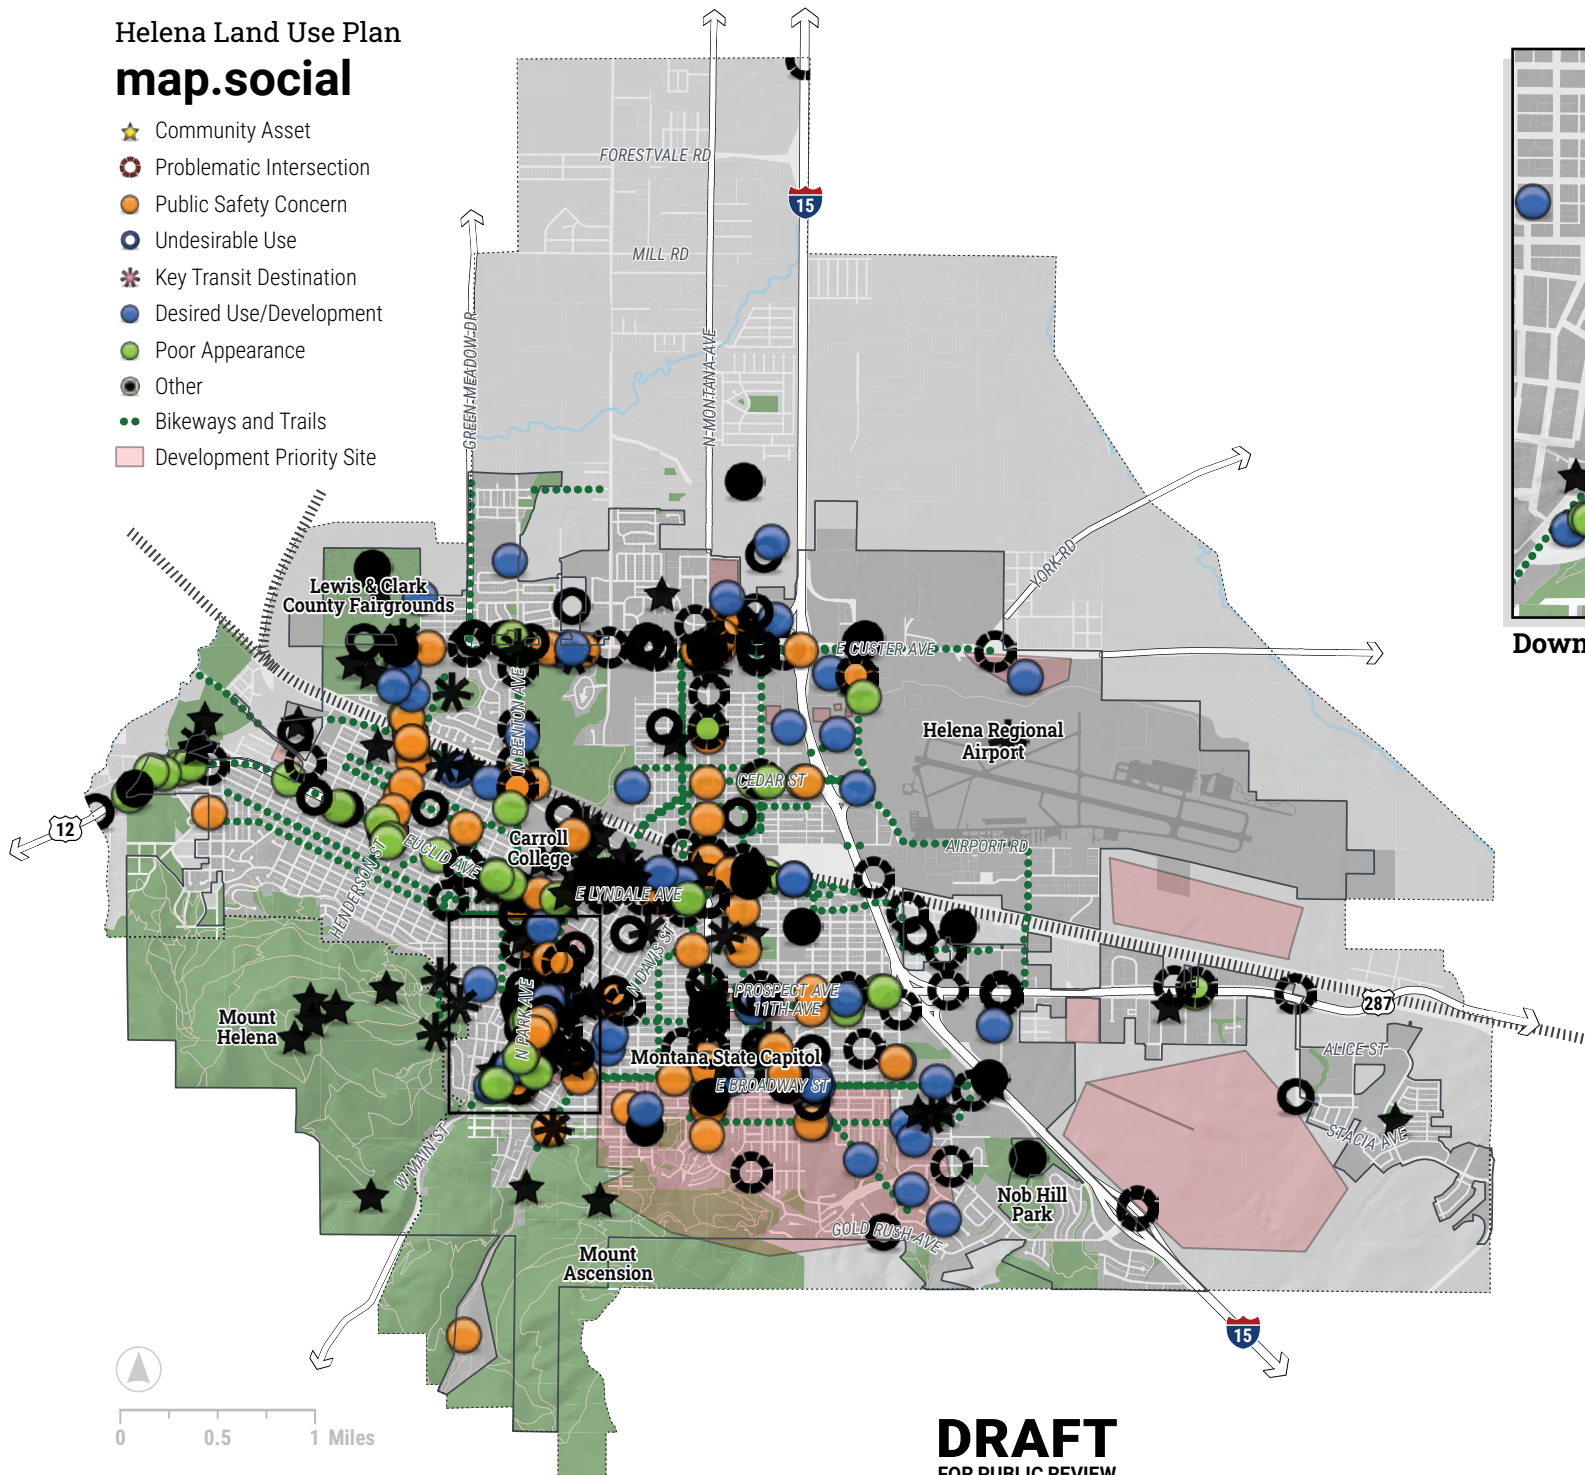 Helena Land Use Plan
map.social
Community Asset
Problematic Intersection
Public Safety Concern
Undesirable Use
Key Transit Destination
Desired Use/Development
Poor Appearance
Other
Bikeways and Trails
Development Priority Site
FORESTVALE RD
15
MILL RD
GREEN MEADOW DR
N MONTANA AVE
YORK RD
Lewis & Clark
County Fairgrounds
E CUSTER AVE
N BENTON AVE
Helena Regional
Airport
CEDAR ST
12
Carroll
College
EUCLID AVE
HENDERSON ST
AIRPORT RD
E LYNDALE AVE
N DAVIS ST
PROSPECT AVE
11TH AVE
287
N PARK AVE
Mount
Helena
Montana State Capitol
E BROADWAY ST
ALICE ST
STACIA AVE
W MAIN ST
Nob Hill
Park
GOLD RUSH AVE
Mount
Ascension
15
0 0.5 1 Miles
DRAFT
FOR PUBLIC REVIEW
Down